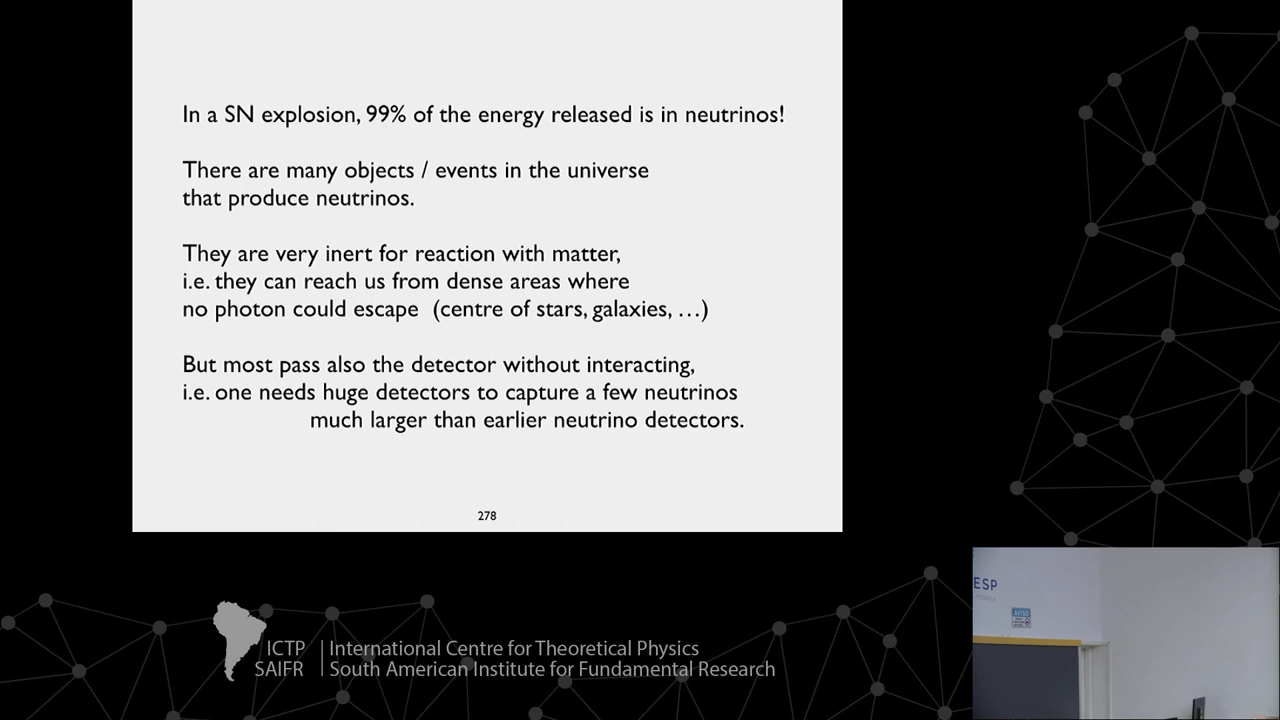 In a SN explosion, 99% of the energy released is in neutrinos!
There are many objects / events in the universe
that produce neutrinos.
They are very inert for reaction with matter,
i.e. they can reach us from dense areas where
no photon could escape (centre of stars, galaxies, …)
But most pass also the detector without interacting,
i.e. one needs huge detectors to capture a few neutrinos
much larger than earlier neutrino detectors.
278
ESP
AVISO
ICTP
SAIFR
International Centre for Theoretical Physics
South American Institute for Fundamental Research